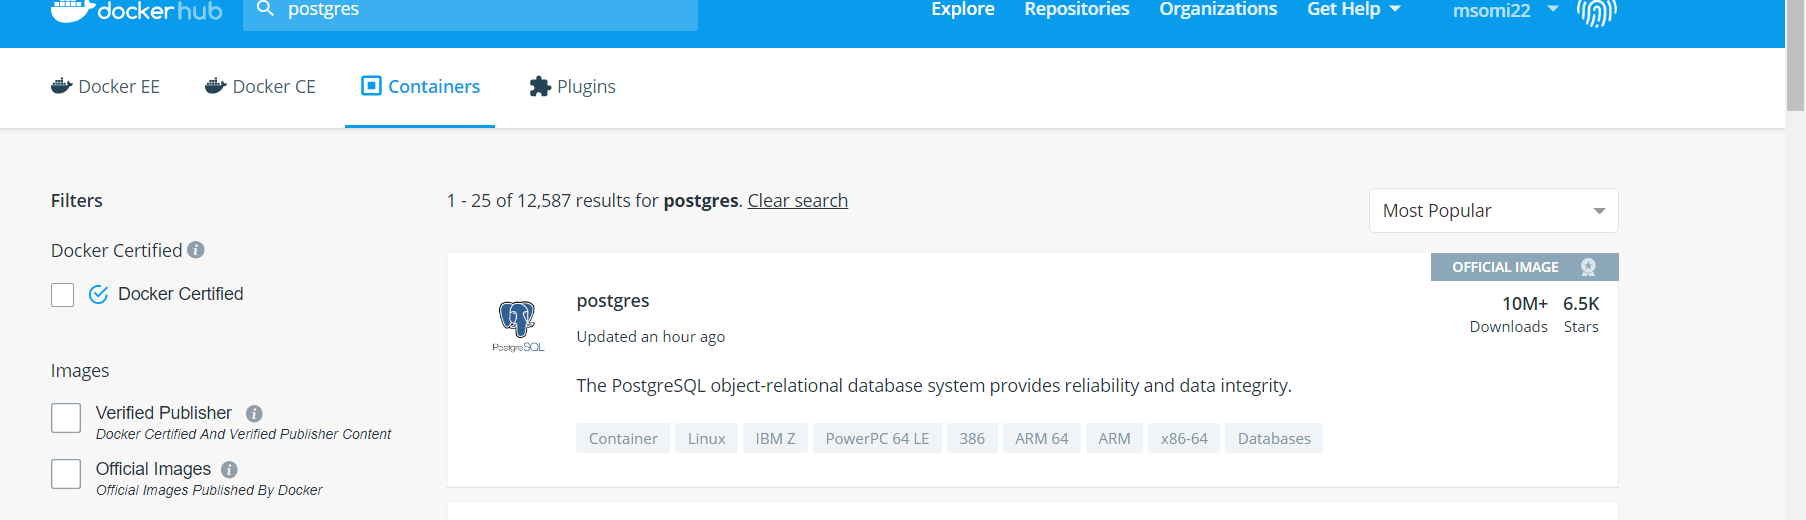 dockerhub
postgres
Explore Repositories Organizations Get Help msomi22
Docker EE Docker CE Containers Plugins
Filters
1 - 25 of 12,587 results for postgres. Clear search
Most Popular
Docker Certified
Docker Certified
Images
Verified Publisher
Docker Certified And Verified Publisher Content
Official Images
Official Images Published By Docker
OFFICIAL IMAGE
PostgreSQL
postgres
Updated an hour ago
10M+ 6.5K
Downloads Stars
The PostgreSQL object-relational database system provides reliability and data integrity.
Container Linux IBM Z PowerPC 64 LE 386 ARM 64 ARM x86-64 Databases